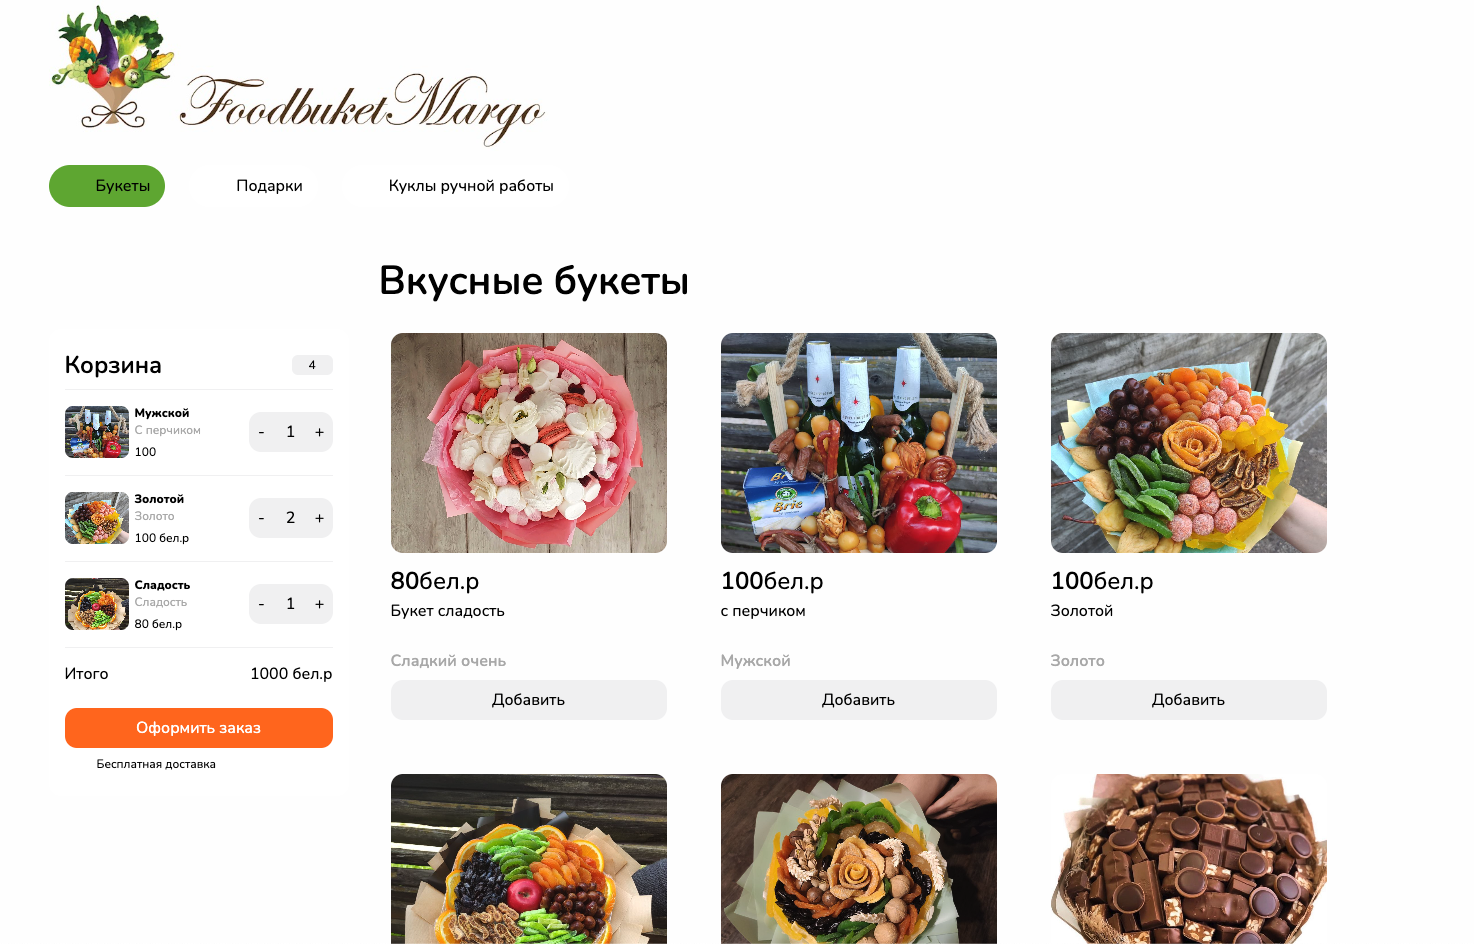 FoodbuketMargo
Букеты
Подарки
Куклы ручной работы
Вкусные букеты
Корзина
4
Мужской
С перчиком
100
- 1 +
Золотой
Золото
100 бел.р
- 2 +
Сладость
Сладость
80 бел.р
- 1 +
Итого 1000 бел.р
Оформить заказ
Бесплатная доставка
80бел.р
Букет сладость
Сладкий очень
Добавить
Brie
100бел.р
с перчиком
Мужской
Добавить
100бел.р
Золотой
Золото
Добавить